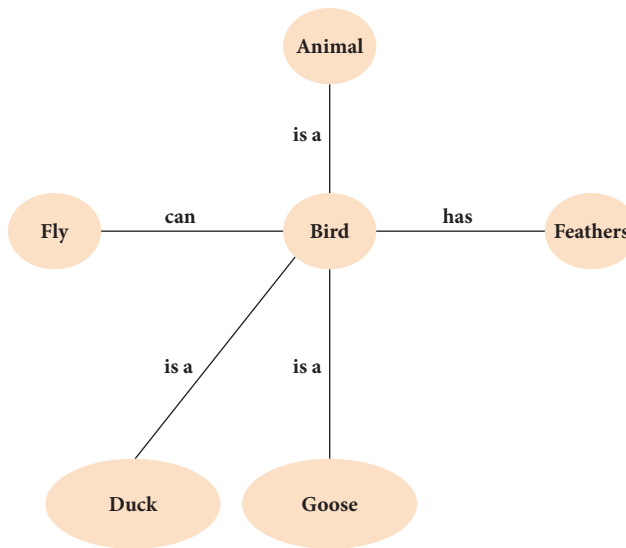 Animal
is a
Fly
can
Bird
has
Feathers
is a
is a
Duck
Goose